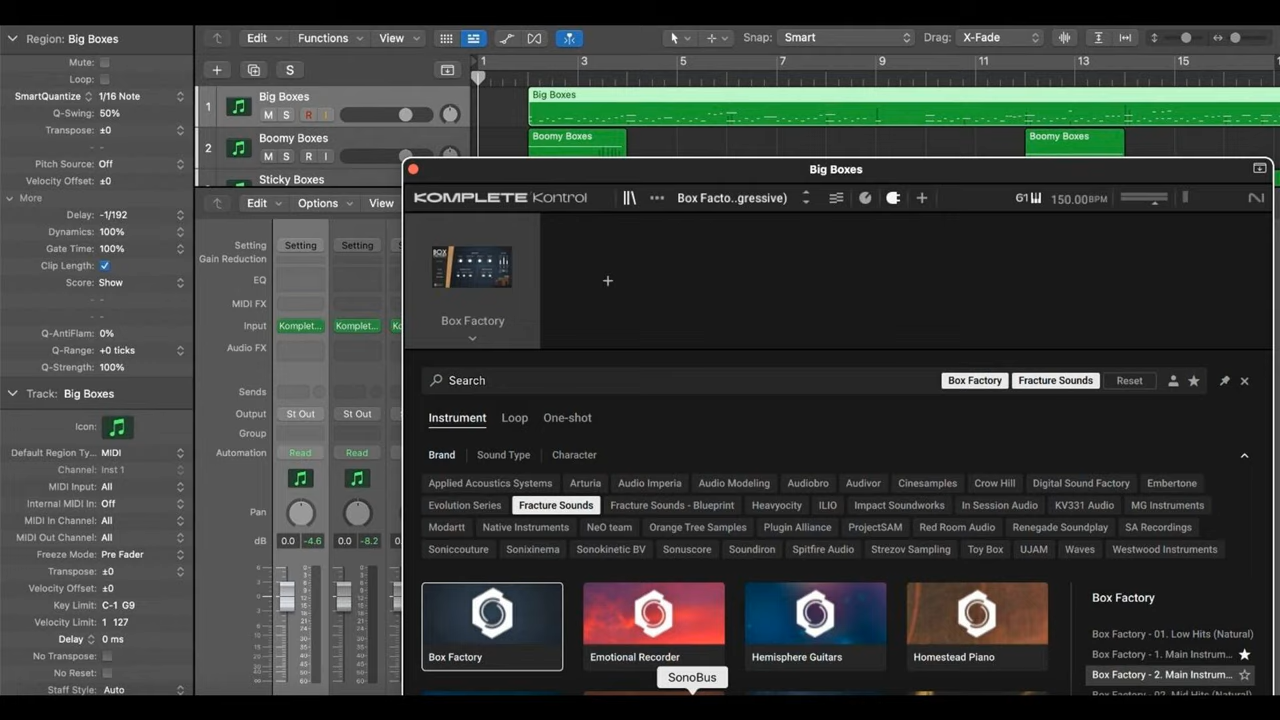 Region: Big Boxes
Mute:
Loop:
SmartQuantize 1/16 Note
Q-Swing: 50%
Transpose: ±0
Pitch Source: Off
Velocity Offset: ±0
More
Delay: -1/192
Dynamics: 100%
Gate Time: 100%
Clip Length:
Score: Show
Q-AntiFlam: 0%
Q-Range: +0 ticks
Q-Strength: 100%
Track: Big Boxes
Icon:
Default Region Ty... MIDI
Channel: Inst 1
MIDI Input: All
Internal MIDI In: Off
MIDI In Channel: All
MIDI Out Channel: All
Freeze Mode: Pre Fader
Transpose: ±0
Velocity Offset: ±0
Key Limit: C-1 G9
Velocity Limit: 1 127
Delay 0 ms
No Transpose:
No Reset:
Staff Style: Auto
Edit Functions View Snap: Smart Drag: X-Fade
S
1 3 5 7 9 11 13 15
1 Big Boxes
M S R I
2 Boomy Boxes
M S R I
Sticky Boxes
Big Boxes
Boomy Boxes Boomy Boxes
Edit Options View
Setting Setting Setting
Gain Reduction
EQ
MIDI FX
Input Komplet... Komplet...
Audio FX
Sends
Output St Out St Out
Group
Automation Read Read
Pan
dB 0.0 -4.6 0.0 -8.2 0.0
Big Boxes
KOMPLETE Kontrol Box Facto..gressive) G1 150.00BPM
Box Factory
Search Box Factory Fracture Sounds Reset
Instrument Loop One-shot
Brand Sound Type Character
Applied Acoustics Systems Arturia Audio Imperia Audio Modeling Audiobro Audivor Cinesamples Crow Hill Digital Sound Factory Embertone
Evolution Series Fracture Sounds Fracture Sounds - Blueprint Heavyocity ILIO Impact Soundworks In Session Audio KV331 Audio MG Instruments
Modartt Native Instruments NeO team Orange Tree Samples Plugin Alliance ProjectSAM Red Room Audio Renegade Soundplay SA Recordings
Soniccouture Sonixinema Sonokinetic BV Sonuscore Soundiron Spitfire Audio Strezov Sampling Toy Box UJAM Waves Westwood Instruments
Box Factory Emotional Recorder Hemisphere Guitars Homestead Piano
SonoBus
Box Factory
Box Factory - 01. Low Hits (Natural)
Box Factory - 1. Main Instrum...
Box Factory - 2. Main Instrum...
Box Factory - 02. Mid Hits (Natural)